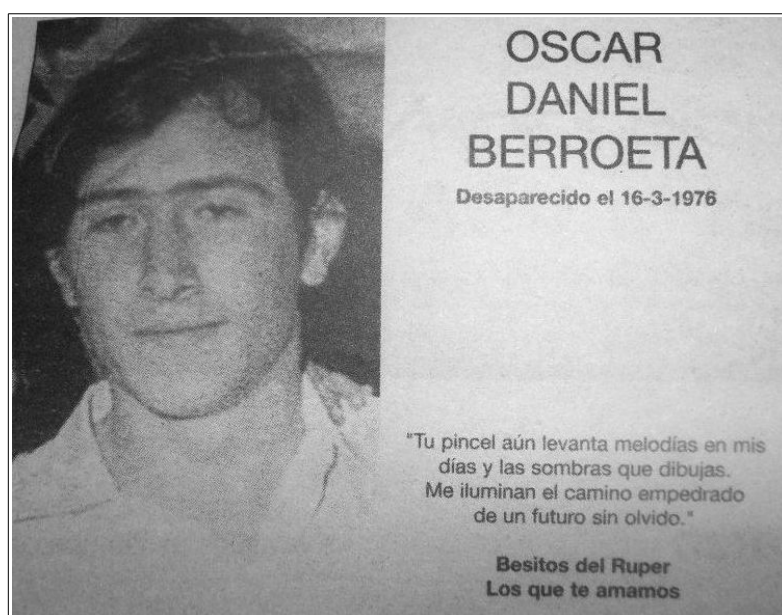 OSCAR
DANIEL
BERROETA
Desaparecido el 16-3-1976
"Tu pincel aún levanta melodías en mis
días y las sombras que dibujas.
Me iluminan el camino empedrado
de un futuro sin olvido."
Besitos del Ruper
Los que te amamos